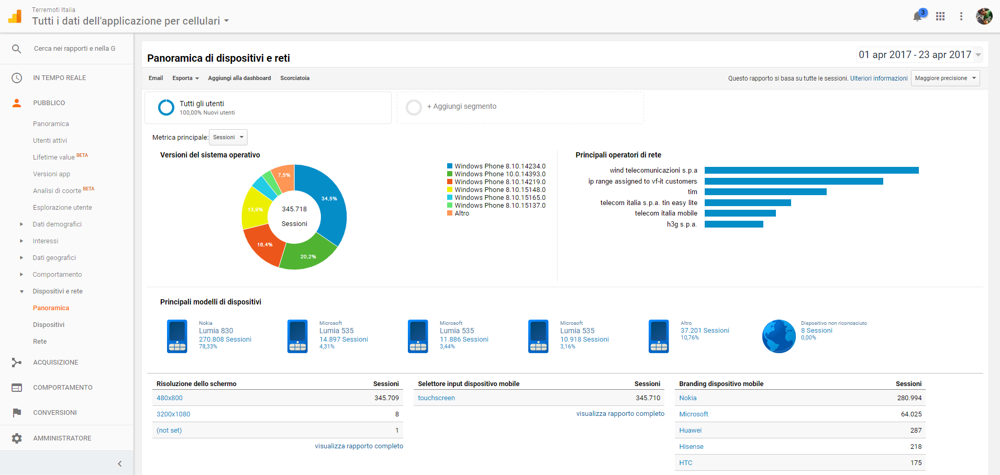 Terremoti Italia
Tutti i dati dell'applicazione per cellulari
3
Cerca nei rapporti e nella G
IN TEMPO REALE
PUBBLICO
Panoramica
Utenti attivi
Lifetime value BETA
Versioni app
Analisi di coorte BETA
Esplorazione utente
Dati demografici
Interessi
Dati geografici
Comportamento
Dispositivi e rete
Panoramica
Dispositivi
Rete
ACQUISIZIONE
COMPORTAMENTO
CONVERSIONI
AMMINISTRATORE
Panoramica di dispositivi e reti
01 apr 2017 - 23 apr 2017
Email Esporta Aggiungi alla dashboard Scorciatoia
Questo rapporto si basa su tutte le sessioni. Ulteriori informazioni Maggiore precisione
Tutti gli utenti
100,00% Nuovi utenti
+ Aggiungi segmento
Metrica principale: Sessioni
Versioni del sistema operativo
7,5%
34,5%
13,0%
16,4%
20,2%
345.718
Sessioni
Windows Phone 8.10.14234.0
Windows Phone 10.0.14393.0
Windows Phone 8.10.14219.0
Windows Phone 8.10.15148.0
Windows Phone 8.10.15165.0
Windows Phone 8.10.15137.0
Altro
Principali operatori di rete
wind telecomunicazioni s.p.a
ip range assigned to vf-it customers
tim
telecom italia s.p.a. tin easy lite
telecom italia mobile
h3g s.p.a.
Principali modelli di dispositivi
Nokia
Lumia 830
270.808 Sessioni
78,33%
Microsoft
Lumia 535
14.897 Sessioni
4,31%
Microsoft
Lumia 535
11.886 Sessioni
3,44%
Microsoft
Lumia 535
10.918 Sessioni
3,16%
Altro
37.201 Sessioni
10,76%
Dispositivo non riconosciuto
8 Sessioni
0,00%
Risoluzione dello schermo Sessioni
480x800 345.709
3200x1080 8
(not set) 1
visualizza rapporto completo
Selettore input dispositivo mobile Sessioni
touchscreen 345.710
visualizza rapporto completo
Branding dispositivo mobile Sessioni
Nokia 280.994
Microsoft 64.025
Huawei 287
Hisense 218
HTC 175